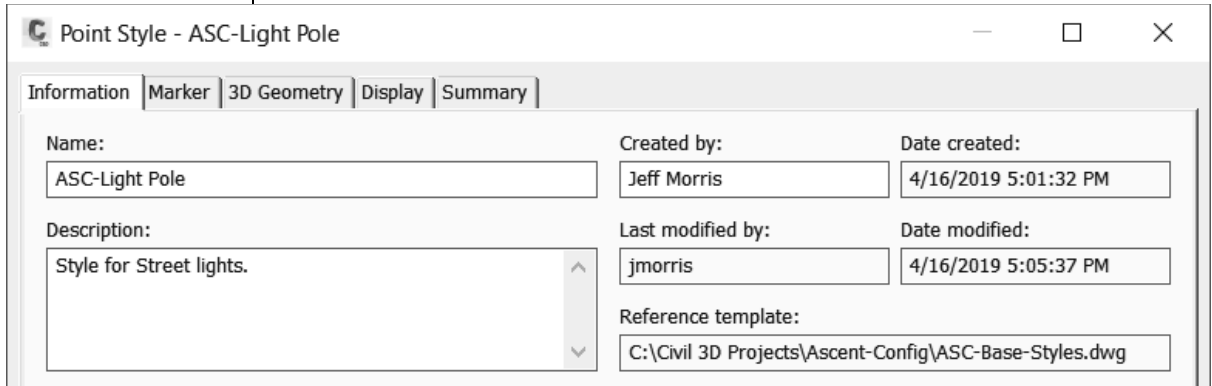 Point Style - ASC-Light Pole
Information Marker 3D Geometry Display Summary
Name:
ASC-Light Pole
Description:
Style for Street lights.
Created by:
Jeff Morris
Date created:
4/16/2019 5:01:32 PM
Last modified by:
jmorris
Date modified:
4/16/2019 5:05:37 PM
Reference template:
C:\Civil 3D Projects\Ascent-Config\ASC-Base-Styles.dwg